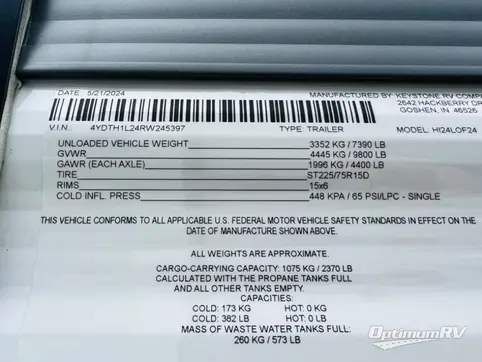 DATE: 5/21/2024 MANUFACTURED BY: KEYSTONE RV COMP
2642 HACKBERRY DR
GOSHEN, IN 46526
V.I.N.: 4YDTH1L24RW245397 TYPE: TRAILER MODEL: HI24LOF24
UNLOADED VEHICLE WEIGHT 3352 KG / 7390 LB
GVWR 4445 KG / 9800 LB
GAWR (EACH AXLE) 1996 KG / 4400 LB
TIRE ST225/75R15D
RIMS 15x6
COLD INFL. PRESS 448 KPA / 65 PSI/LPC - SINGLE
THIS VEHICLE CONFORMS TO ALL APPLICABLE U.S. FEDERAL MOTOR VEHICLE SAFETY STANDARDS IN EFFECT ON THE
DATE OF MANUFACTURE SHOWN ABOVE.
ALL WEIGHTS ARE APPROXIMATE.
CARGO-CARRYING CAPACITY: 1075 KG / 2370 LB
CALCULATED WITH THE PROPANE TANKS FULL
AND ALL OTHER TANKS EMPTY.
CAPACITIES:
COLD: 173 KG HOT: 0 KG
COLD: 382 LB HOT: 0 LB
MASS OF WASTE WATER TANKS FULL:
260 KG / 573 LB
OptimumRV